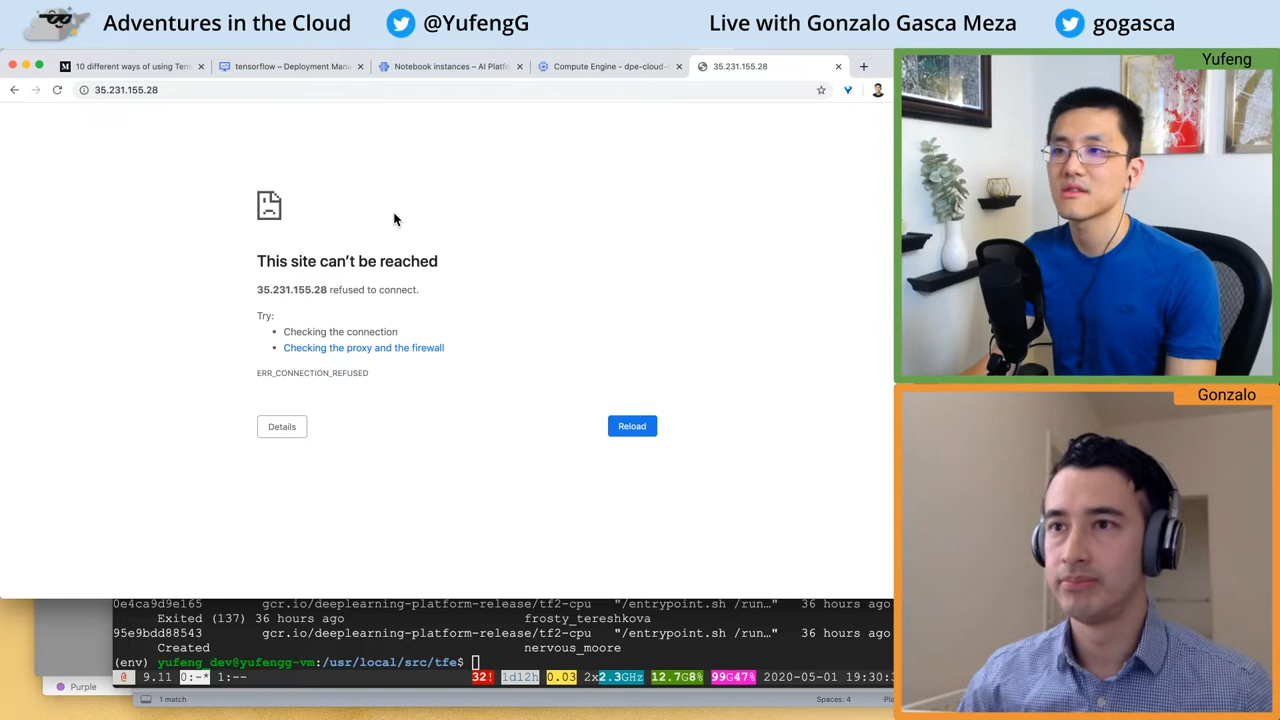 Adventures in the Cloud @YufengG Live with Gonzalo Gasca Meza gogasca
10 different ways of using Tens tensorflow – Deployment Mana Notebook instances – AI Platfo Compute Engine - dpe-cloud- 35.231.155.28
35.231.155.28
Yufeng
This site can't be reached
35.231.155.28 refused to connect.
Try:
• Checking the connection
• Checking the proxy and the firewall
ERR_CONNECTION_REFUSED
Details Reload
Gonzalo
0e4ca9d9e165 gcr.io/deeplearning-platform-release/tf2-cpu "/entrypoint.sh /run…" 36 hours ago
Exited (137) 36 hours ago frosty_tereshkova
95e9bdd88543 gcr.io/deeplearning-platform-release/tf2-cpu "/entrypoint.sh /run…" 36 hours ago
Created nervous_moore
(env) yufeng_dev@yufengg-vm:/usr/local/src/tfe$
@ 9.11 0:-* 1:-- 32! 1d12h 0.03 2x2.3GHz 12.7G8% 99G47% 2020-05-01 19:30:3
Purple
1 match Spaces: 4